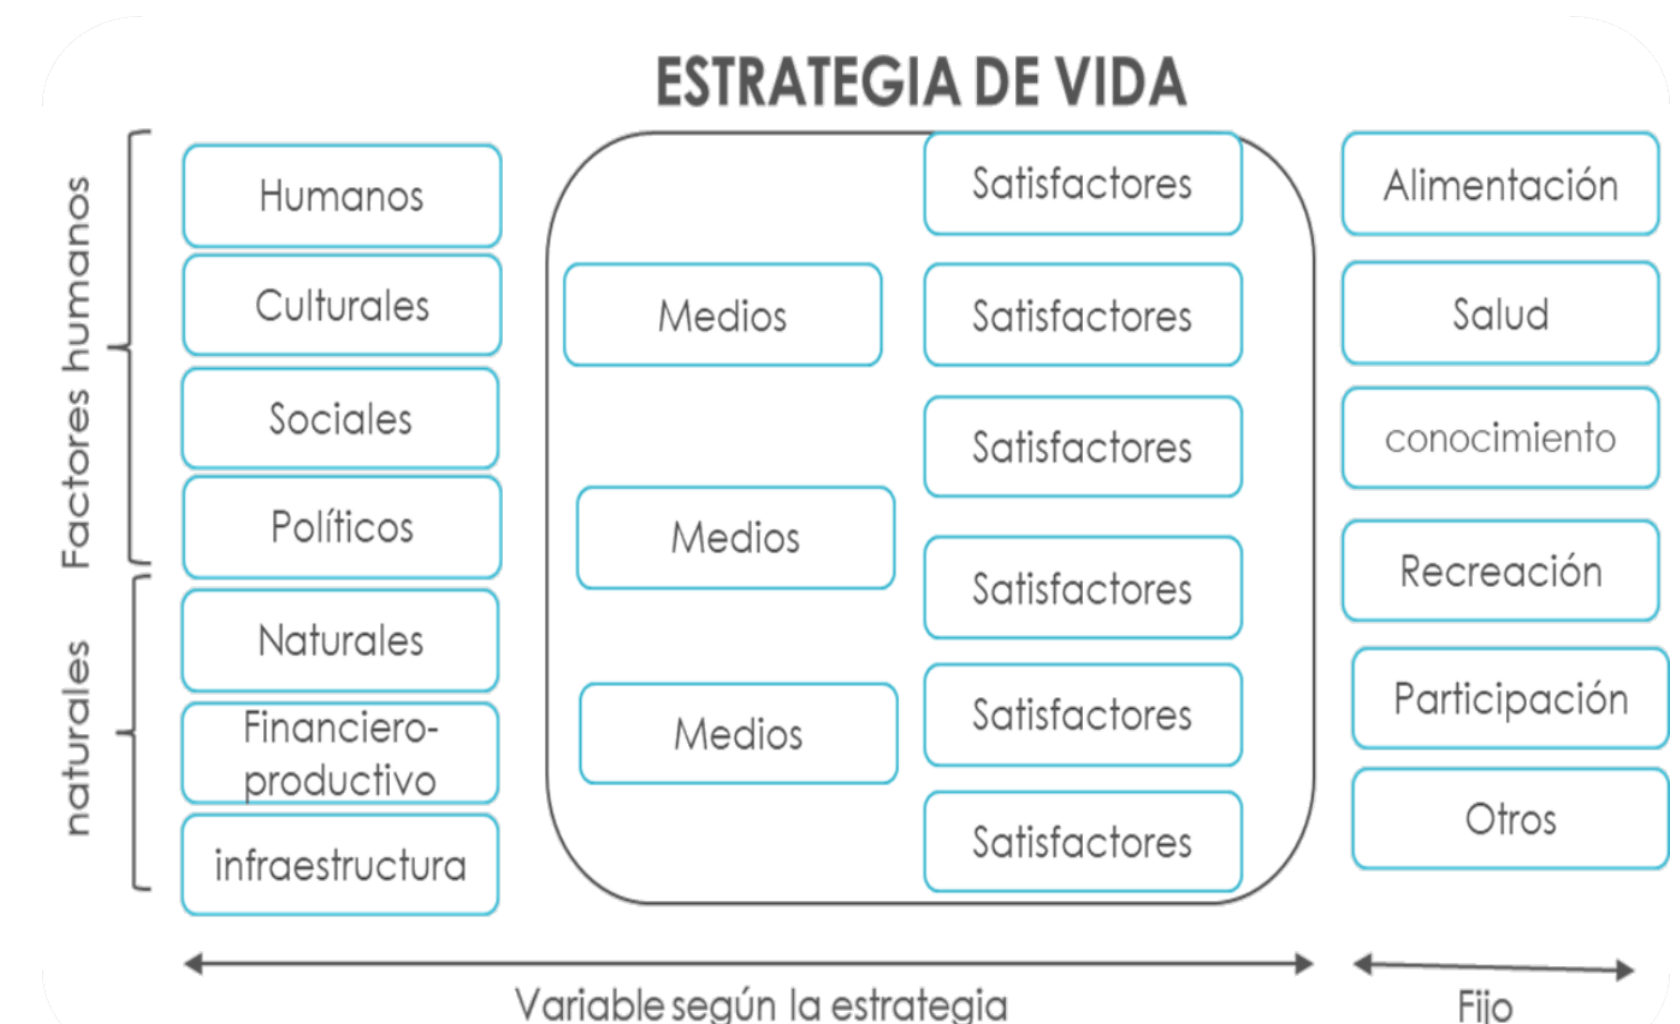 ESTRATEGIA DE VIDA
Factores humanos
naturales
Humanos
Culturales
Sociales
Políticos
Naturales
Financiero-
productivo
infraestructura
Medios
Medios
Medios
Satisfactores
Satisfactores
Satisfactores
Satisfactores
Satisfactores
Satisfactores
Alimentación
Salud
conocimiento
Recreación
Participación
Otros
Variable según la estrategia
Fijo